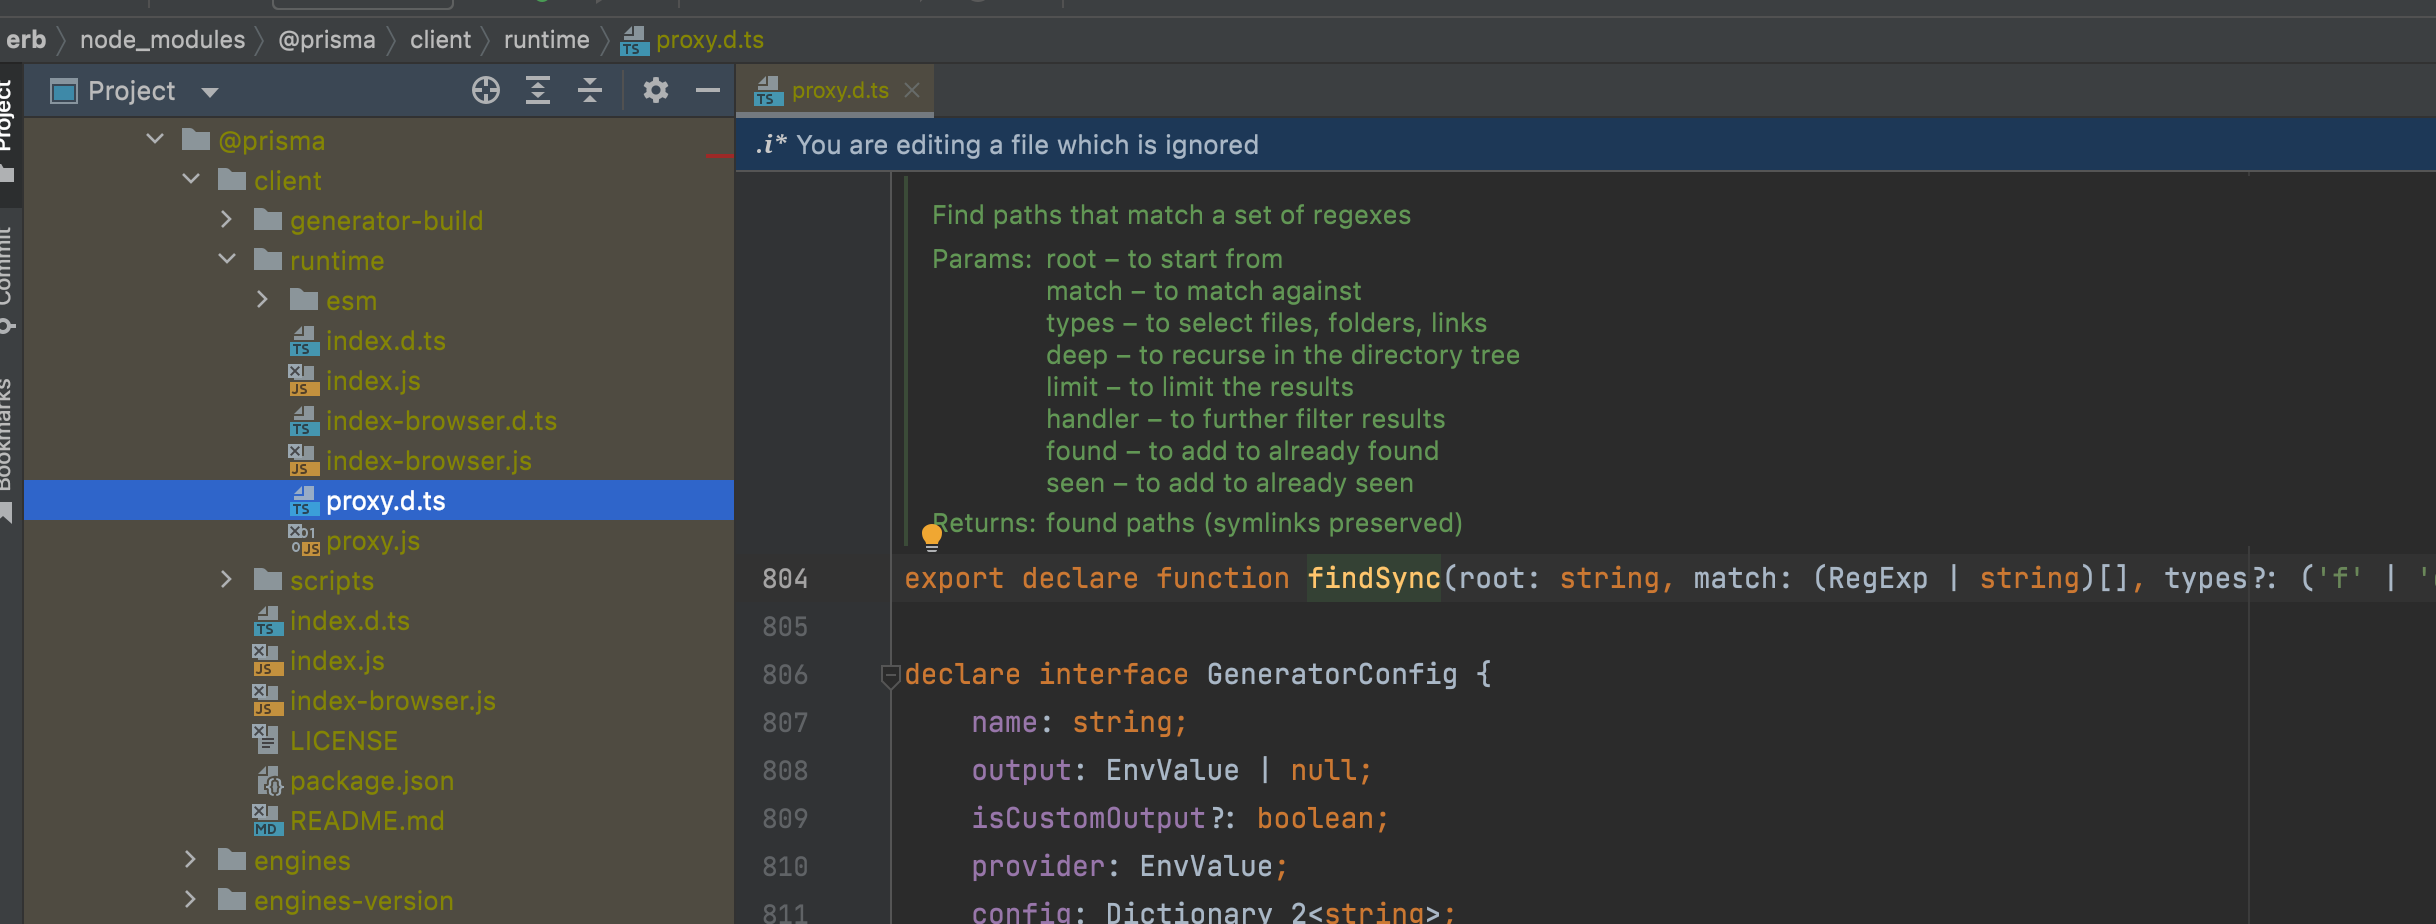 erb node_modules @prisma client runtime proxy.d.ts
Project
Commit
Bookmarks
Project
@prisma
client
generator-build
runtime
esm
index.d.ts
index.js
index-browser.d.ts
index-browser.js
proxy.d.ts
proxy.js
scripts
index.d.ts
index.js
index-browser.js
LICENSE
package.json
README.md
engines
engines-version
proxy.d.ts
.i* You are editing a file which is ignored
Find paths that match a set of regexes
Params: root – to start from
match – to match against
types – to select files, folders, links
deep – to recurse in the directory tree
limit – to limit the results
handler – to further filter results
found – to add to already found
seen – to add to already seen
Returns: found paths (symlinks preserved)
804 export declare function findSync(root: string, match: (RegExp | string)[], types?: ('f' | '
805
806 declare interface GeneratorConfig {
807 name: string;
808 output: EnvValue | null;
809 isCustomOutput?: boolean;
810 provider: EnvValue;
811 config: Dictionary_2<string>;